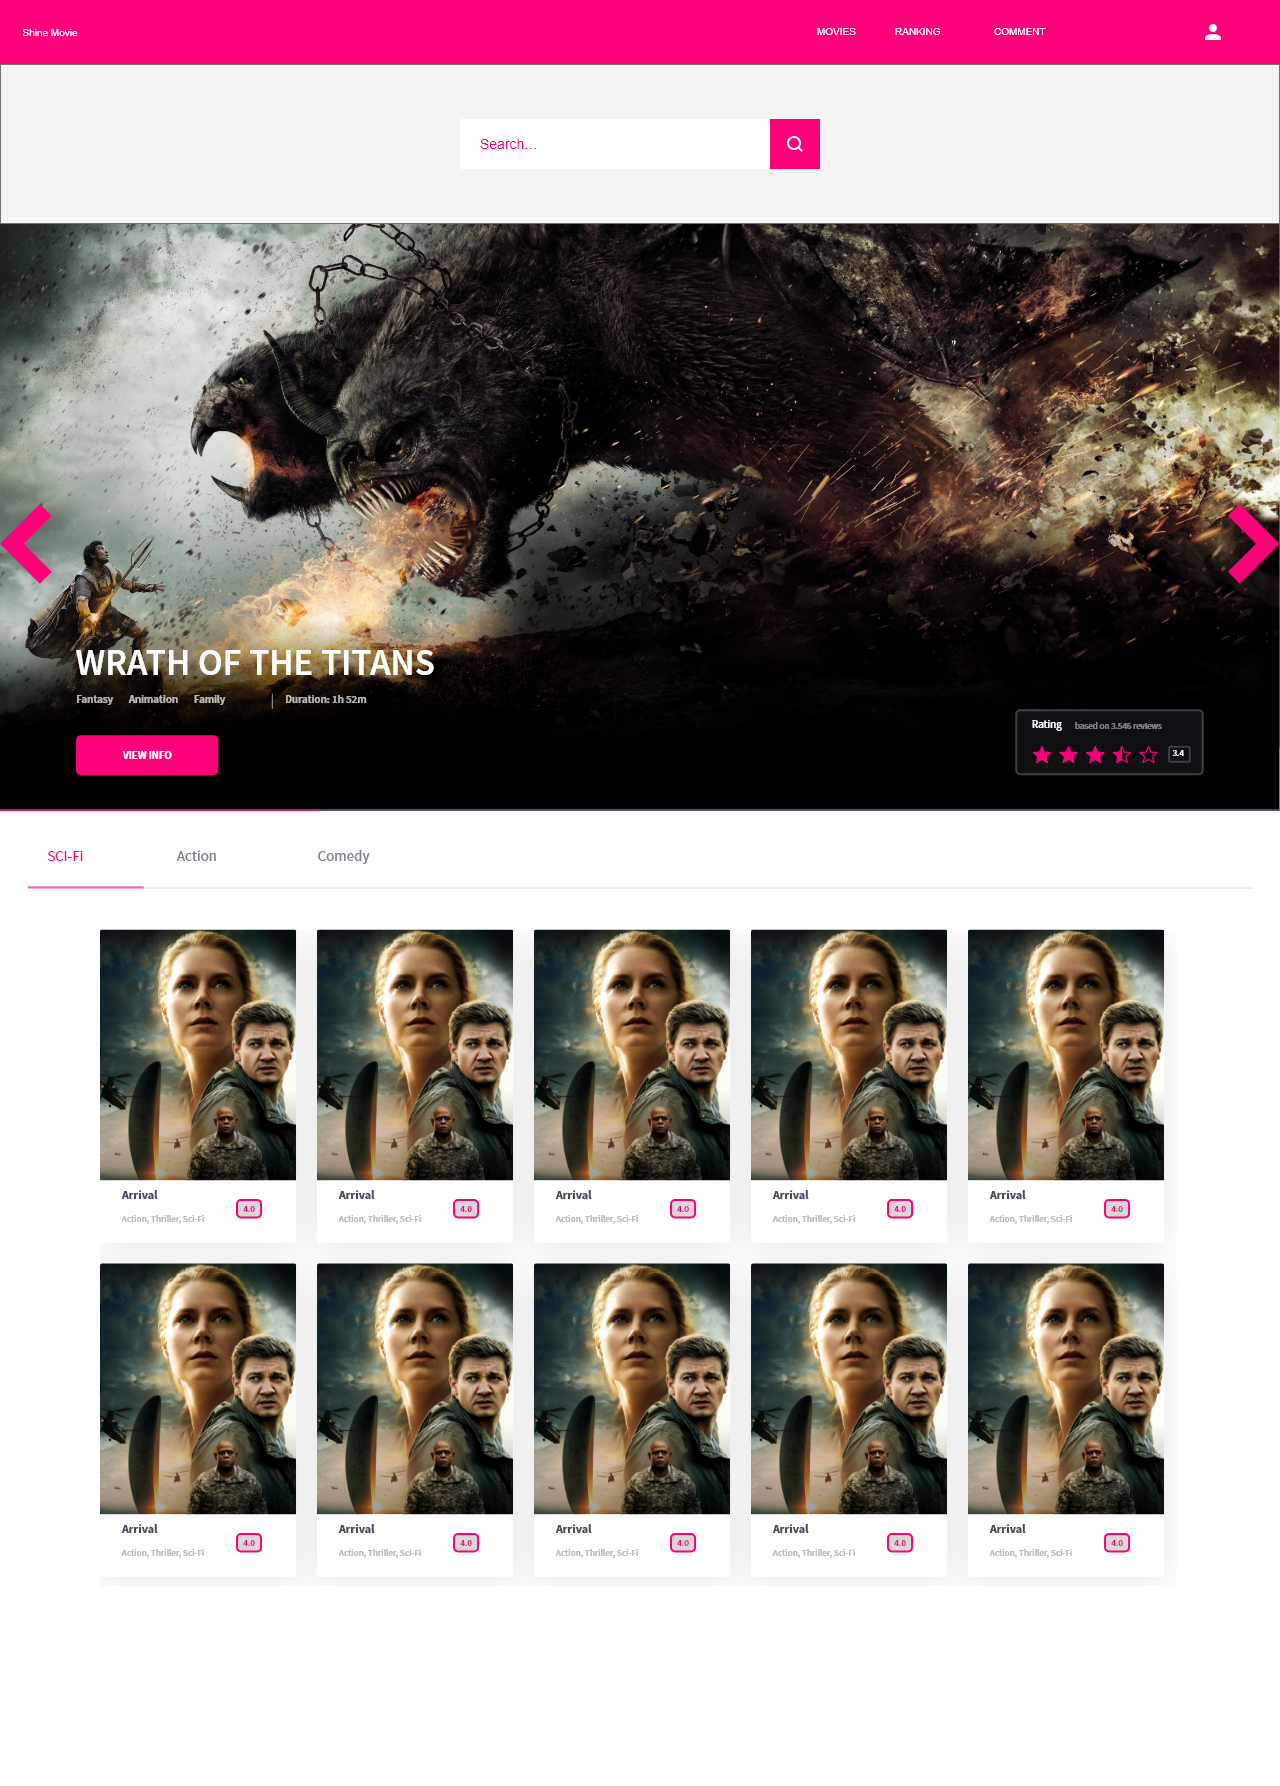 Shine Movie MOVIES RANKING COMMENT
Search...
WRATH OF THE TITANS
Fantasy Animation Family | Duration: 1h 52m
Rating based on 3.546 reviews
3.4
VIEW INFO
SCI-Fi Action Comedy
Arrival Arrival Arrival Arrival Arrival
4.0 4.0 4.0 4.0 4.0
Action, Thriller, Sci-Fi Action, Thriller, Sci-Fi Action, Thriller, Sci-Fi Action, Thriller, Sci-Fi Action, Thriller, Sci-Fi
Arrival Arrival Arrival Arrival Arrival
4.0 4.0 4.0 4.0 4.0
Action, Thriller, Sci-Fi Action, Thriller, Sci-Fi Action, Thriller, Sci-Fi Action, Thriller, Sci-Fi Action, Thriller, Sci-Fi